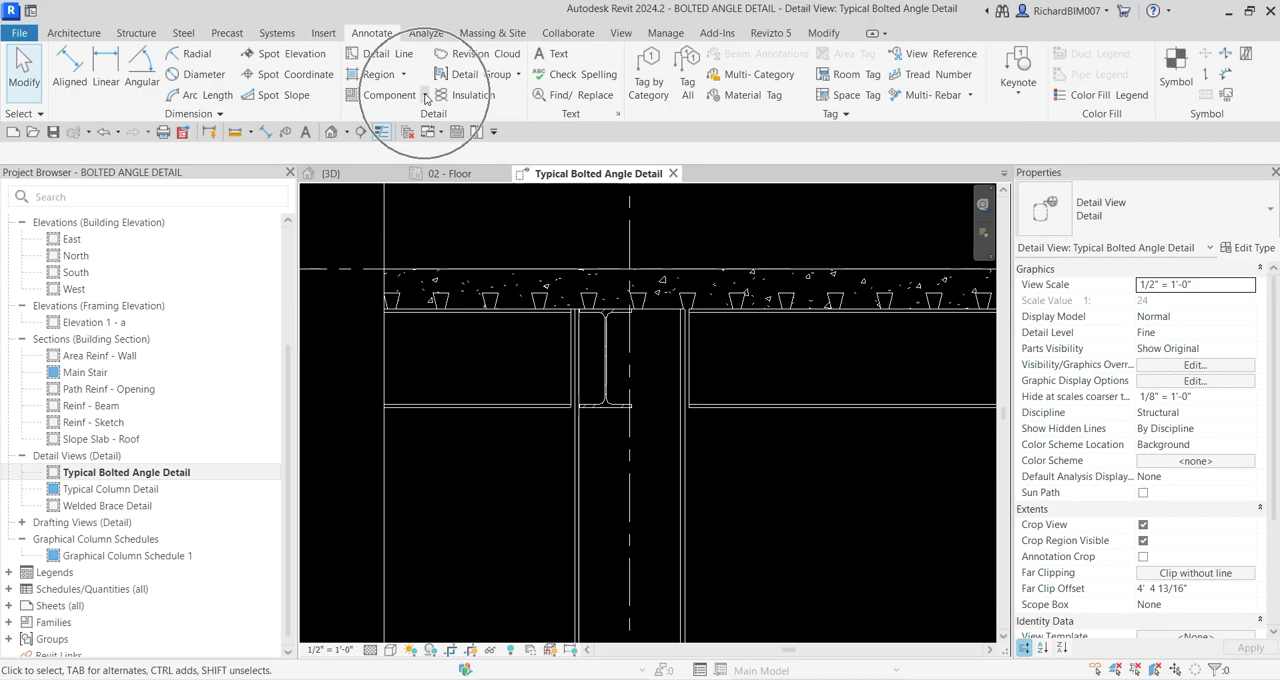 Autodesk Revit 2024.2 - BOLTED ANGLE DETAIL - Detail View: Typical Bolted Angle Detail
RichardBIM007
File Architecture Structure Steel Precast Systems Insert Annotate Analyze Massing & Site Collaborate View Manage Add-Ins Revizto 5 Modify
Modify
Aligned Linear Angular
Radial
Diameter
Arc Length
Spot Elevation
Spot Coordinate
Spot Slope
Detail Line
Region
Component
Revision Cloud
Detail Group
Insulation
Text
Check Spelling
Find/ Replace
Tag by Category
Tag All
Beam Annotations
Multi- Category
Material Tag
Area Tag
Room Tag
Space Tag
View Reference
Tread Number
Multi- Rebar
Keynote
Duct Legend
Pipe Legend
Color Fill Legend
Symbol
Select Dimension Detail Text Tag Color Fill Symbol
Project Browser - BOLTED ANGLE DETAIL
Search
Elevations (Building Elevation)
East
North
South
West
Elevations (Framing Elevation)
Elevation 1 - a
Sections (Building Section)
Area Reinf - Wall
Main Stair
Path Reinf - Opening
Reinf - Beam
Reinf - Sketch
Slope Slab - Roof
Detail Views (Detail)
Typical Bolted Angle Detail
Typical Column Detail
Welded Brace Detail
Drafting Views (Detail)
Graphical Column Schedules
Graphical Column Schedule 1
Legends
Schedules/Quantities (all)
Sheets (all)
Families
Groups
Revit Links
{3D} 02 - Floor Typical Bolted Angle Detail
1/2" = 1'-0"
Properties
Detail View
Detail
Detail View: Typical Bolted Angle Detail Edit Type
Graphics
View Scale 1/2" = 1'-0"
Scale Value 1: 24
Display Model Normal
Detail Level Fine
Parts Visibility Show Original
Visibility/Graphics Overr... Edit...
Graphic Display Options Edit...
Hide at scales coarser t... 1/8" = 1'-0"
Discipline Structural
Show Hidden Lines By Discipline
Color Scheme Location Background
Color Scheme <none>
Default Analysis Display... None
Sun Path
Extents
Crop View
Crop Region Visible
Annotation Crop
Far Clipping Clip without line
Far Clip Offset 4' 4 13/16"
Scope Box None
Identity Data
View Template <None>
Apply
Click to select, TAB for alternates, CTRL adds, SHIFT unselects.
:0
Main Model
:0